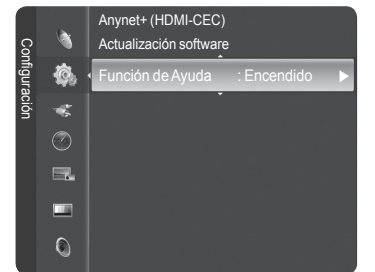 Configuración
Anynet+ (HDMI-CEC)
Actualización software
Función de Ayuda : Encendido